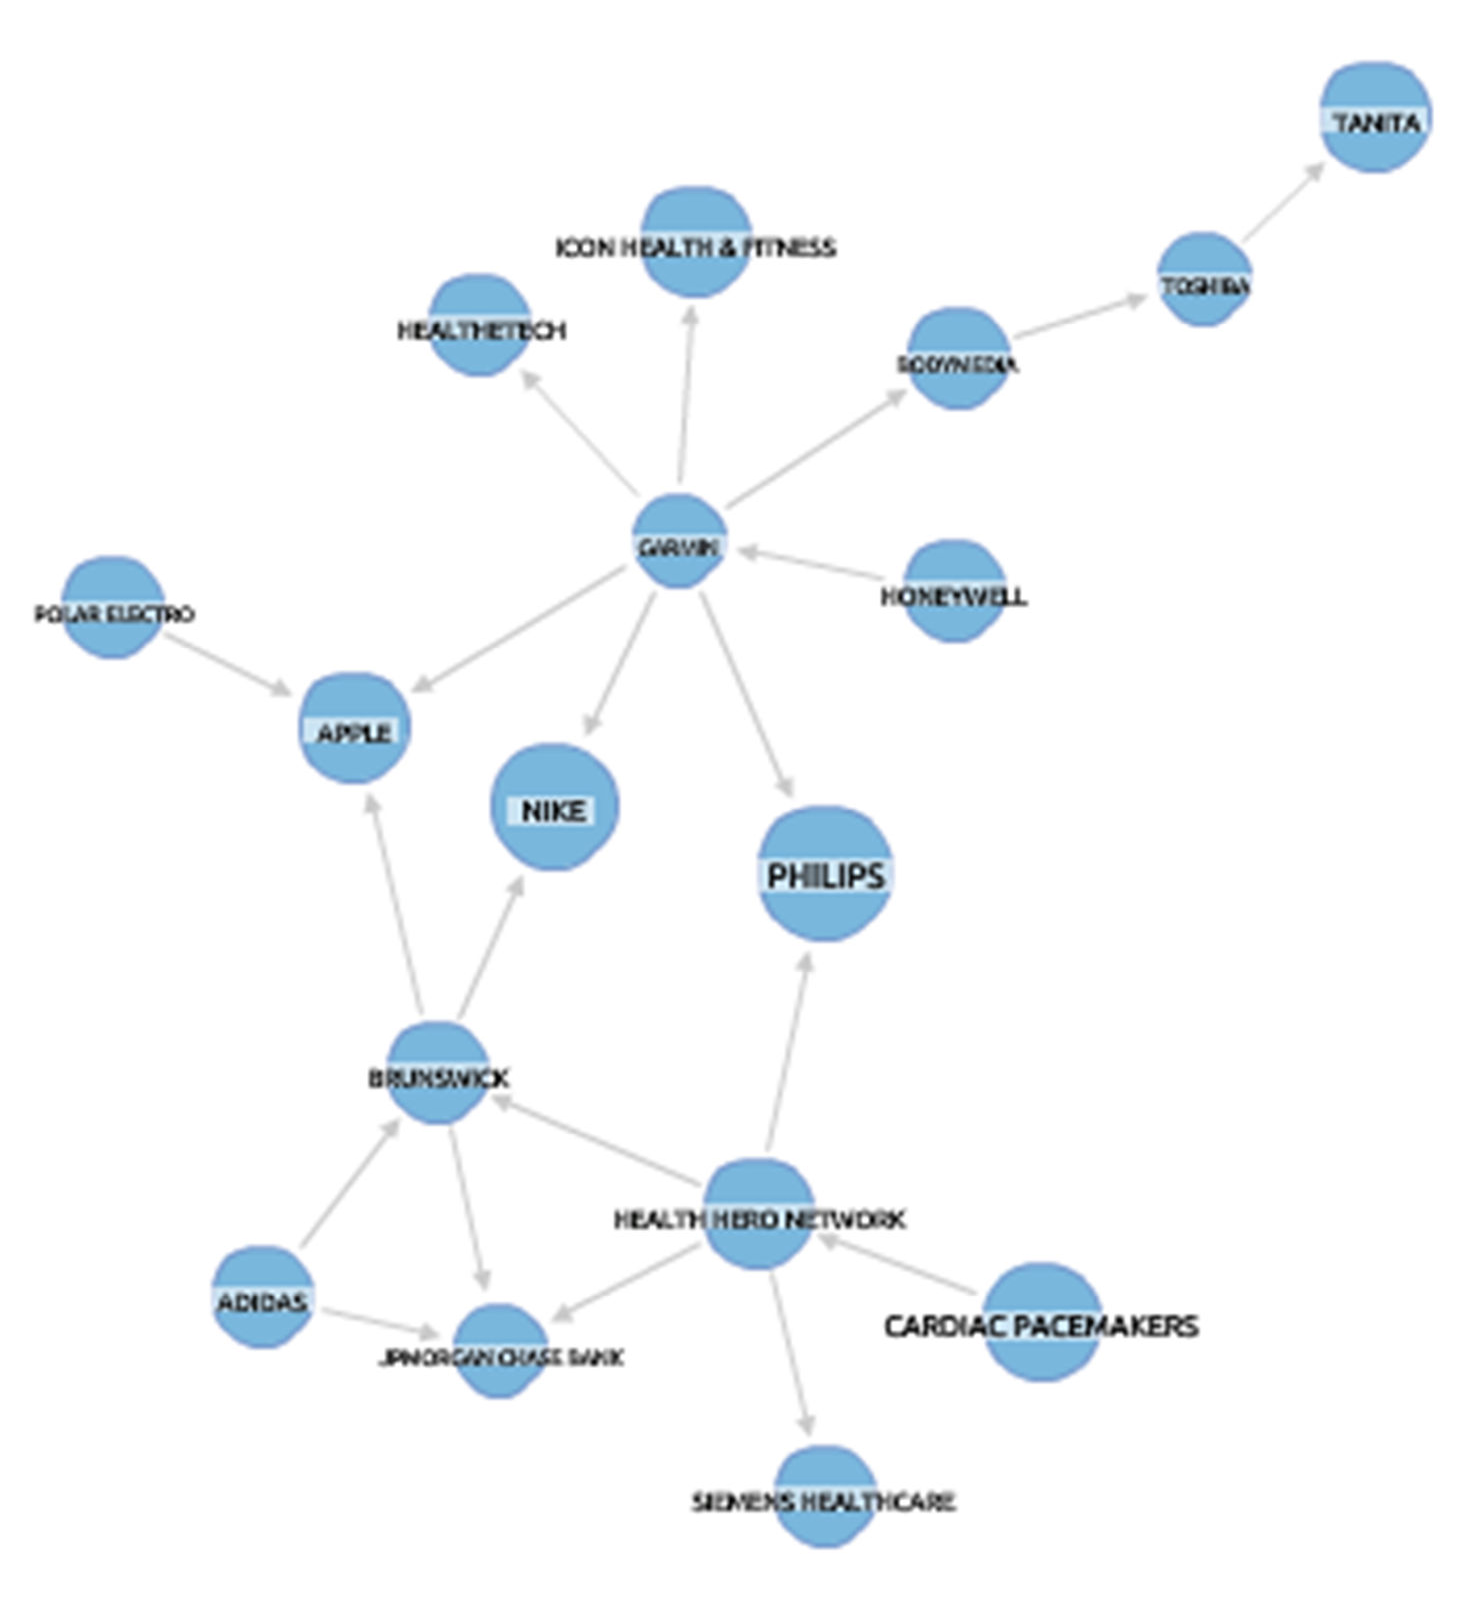 TANITA
ICON HEALTH & FITNESS
TOSHIBA
HEALTHETECH
BODYMEDIA
GARMIN
HONEYWELL
POLAR ELECTRO
APPLE
NIKE
PHILIPS
BRUNSWICK
HEALTH HERO NETWORK
ADIDAS
CARDIAC PACEMAKERS
JPMORGAN CHASE BANK
SIEMENS HEALTHCARE